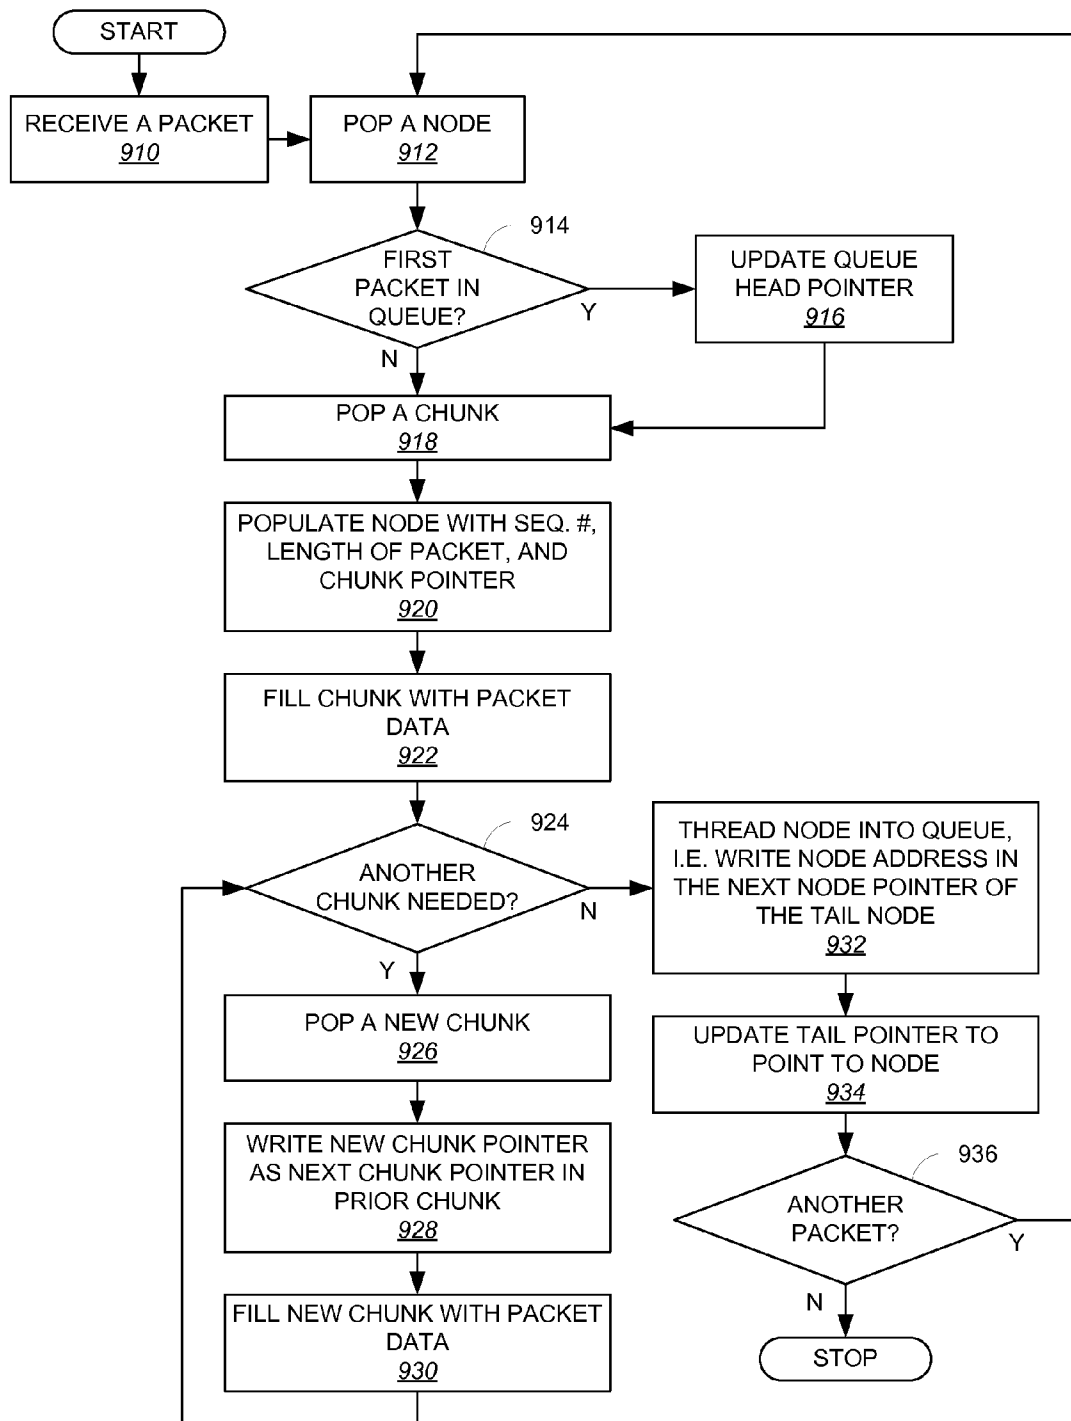 START
RECEIVE A PACKET
910
POP A NODE
912
914
FIRST
PACKET IN
QUEUE?
Y
N
UPDATE QUEUE
HEAD POINTER
916
POP A CHUNK
918
POPULATE NODE WITH SEQ. #,
LENGTH OF PACKET, AND
CHUNK POINTER
920
FILL CHUNK WITH PACKET
DATA
922
924
ANOTHER
CHUNK NEEDED?
N
Y
THREAD NODE INTO QUEUE,
I.E. WRITE NODE ADDRESS IN
THE NEXT NODE POINTER OF
THE TAIL NODE
932
POP A NEW CHUNK
926
UPDATE TAIL POINTER TO
POINT TO NODE
934
WRITE NEW CHUNK POINTER
AS NEXT CHUNK POINTER IN
PRIOR CHUNK
928
936
ANOTHER
PACKET?
Y
N
FILL NEW CHUNK WITH PACKET
DATA
930
STOP